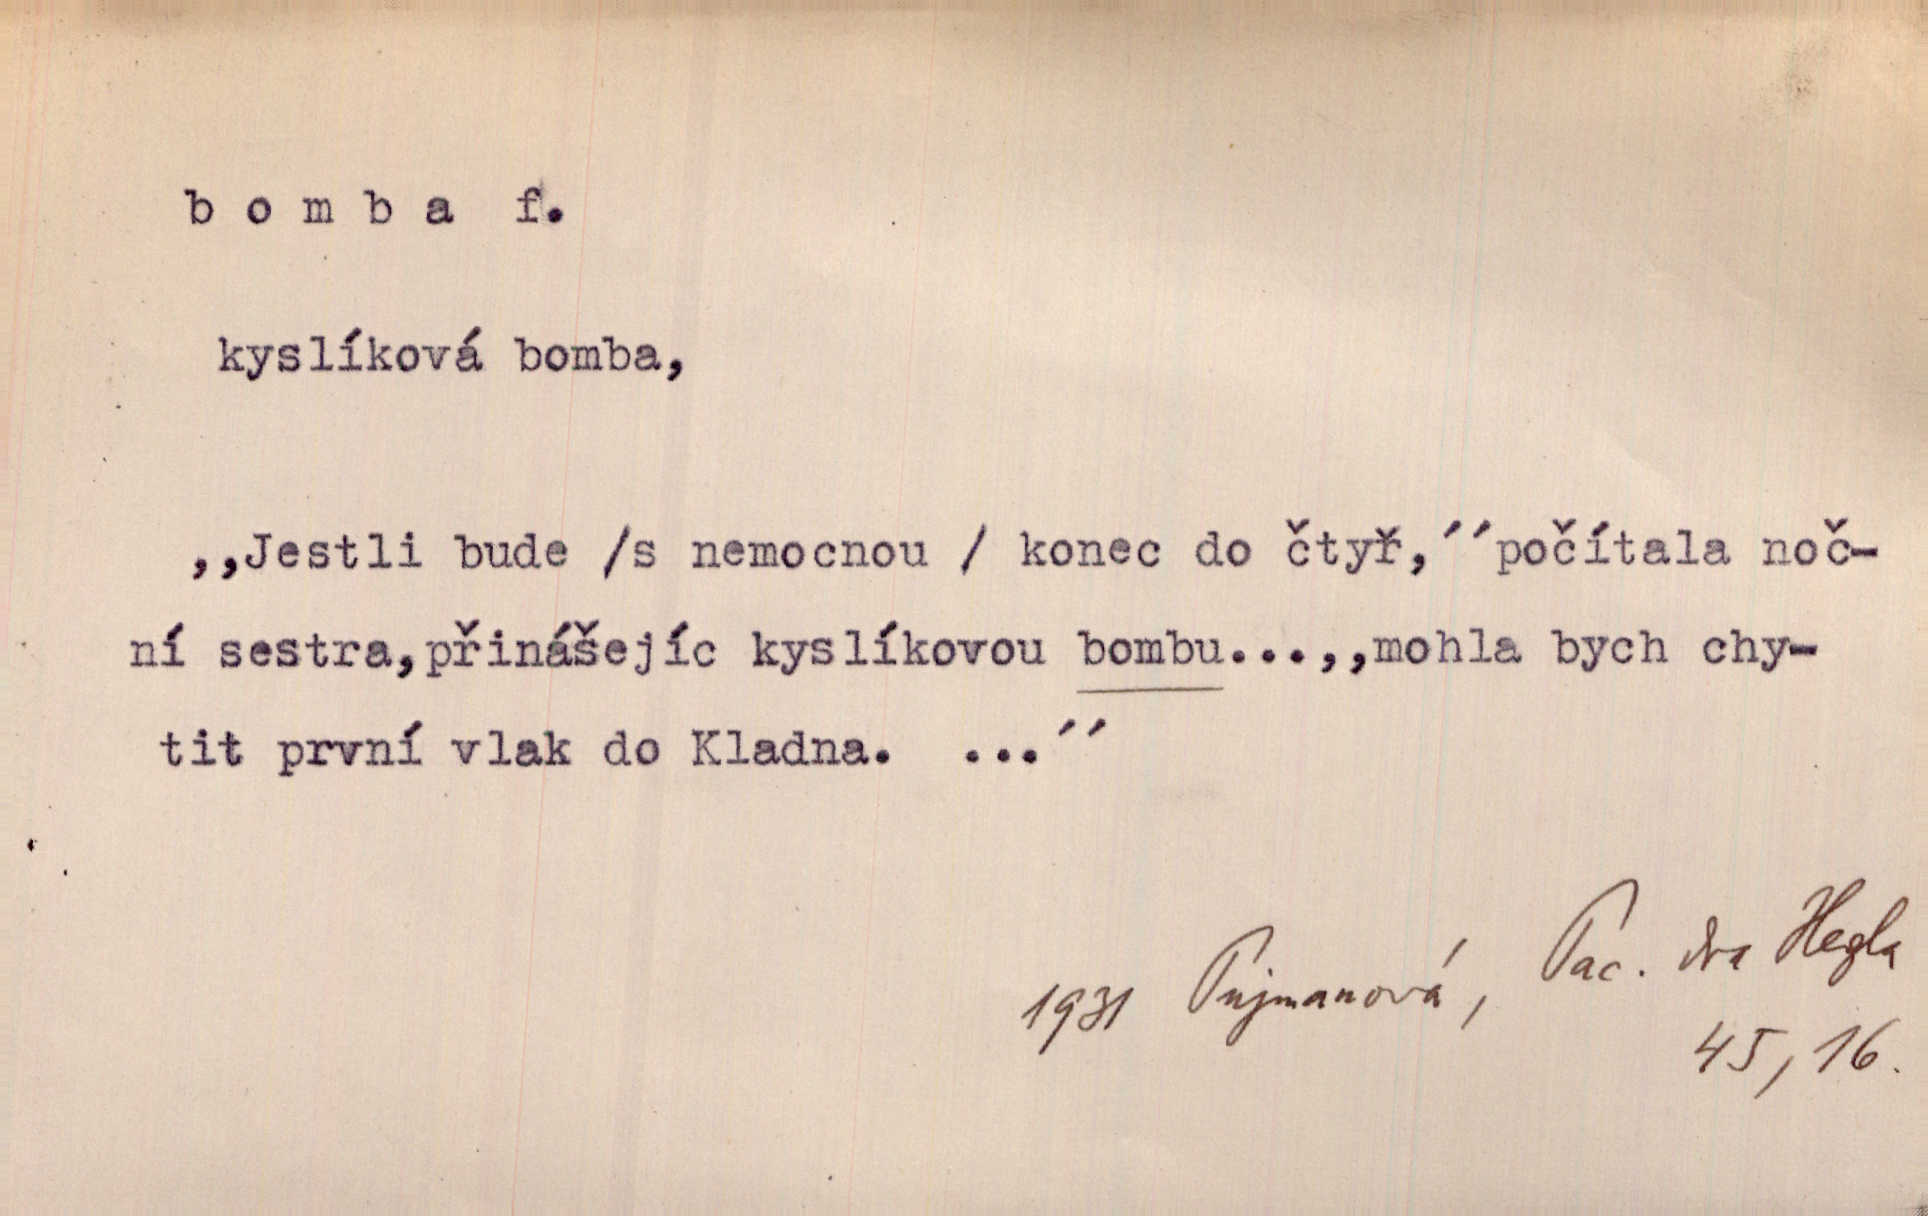 b o m b a  f.
kyslíková bomba,
,,Jestli bude /s nemocnou / konec do čtyř,´´počítala noč-
ní sestra,přinášejíc kyslíkovou bombu...,,mohla bych chy-
tit první vlak do Kladna.  ...´´
1931 Pujmanová, Pac. dra Hegla
45, 16.